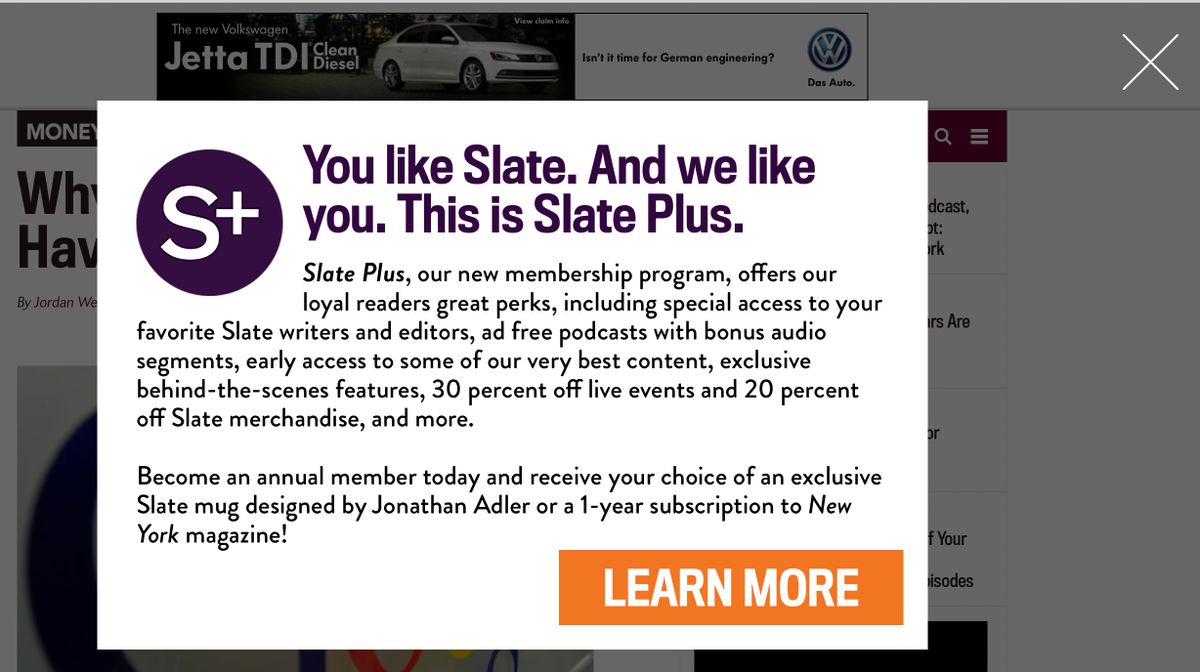 The new Volkswagen
Jetta TDI Clean
Diesel
View claim info
Isn't it time for German engineering?
Das Auto.
MONEY
Hav
By Jordan We
S+
You like Slate. And we like
you. This is Slate Plus.
Slate Plus, our new membership program, offers our
loyal readers great perks, including special access to your
favorite Slate writers and editors, ad free podcasts with bonus audio
segments, early access to some of our very best content, exclusive
behind-the-scenes features, 30 percent off live events and 20 percent
off Slate merchandise, and more.
Become an annual member today and receive your choice of an exclusive
Slate mug designed by Jonathan Adler or a 1-year subscription to New
York magazine!
LEARN MORE
dcast,
pt:
ork
ars Are
or
f Your
pisodes